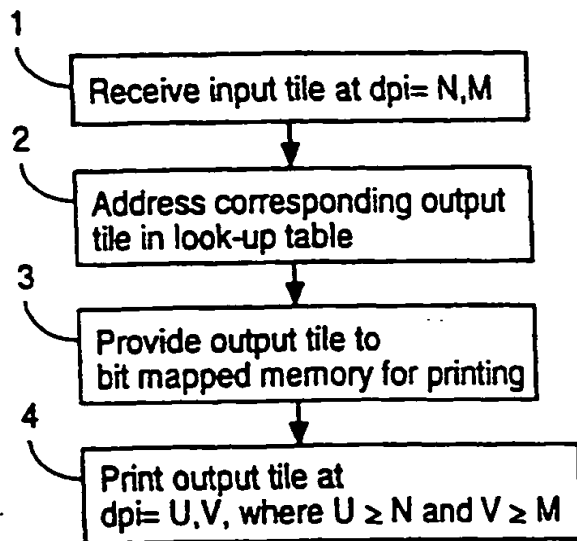 1
Receive input tile at dpi= N,M
2
Address corresponding output
tile in look-up table
3
Provide output tile to
bit mapped memory for printing
4
Print output tile at
dpi= U,V, where U ≥ N and V ≥ M